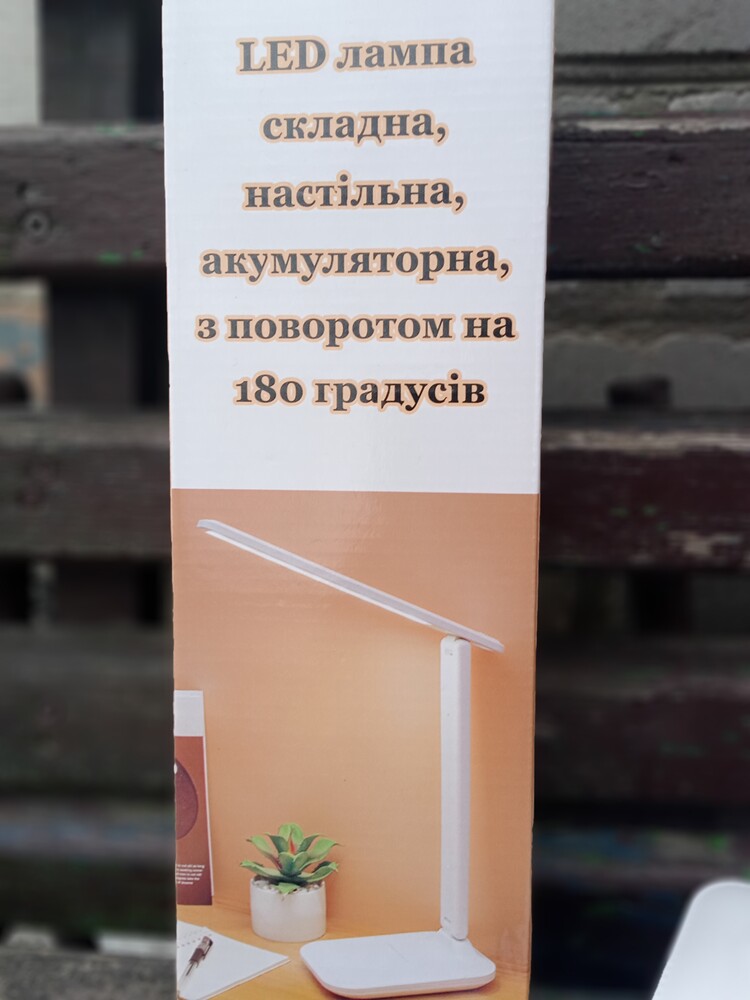 LED лампа
складна,
настільна,
акумуляторна,
з поворотом на
180 градусів